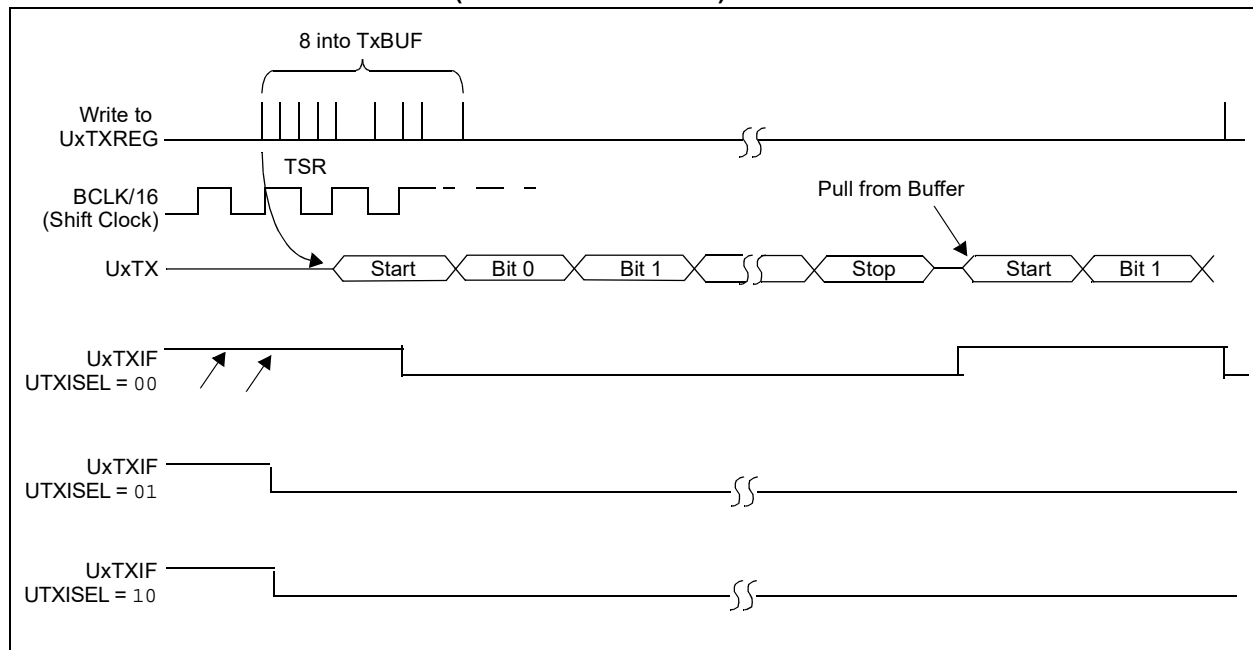 8 into TxBUF
Write to
UxTXREG
TSR
BCLK/16
(Shift Clock)
Pull from Buffer
UxTX
Start
Bit 0
Bit 1
Stop
Start
Bit 1
UxTXIF
UTXISEL = 00
UxTXIF
UTXISEL = 01
UxTXIF
UTXISEL = 10